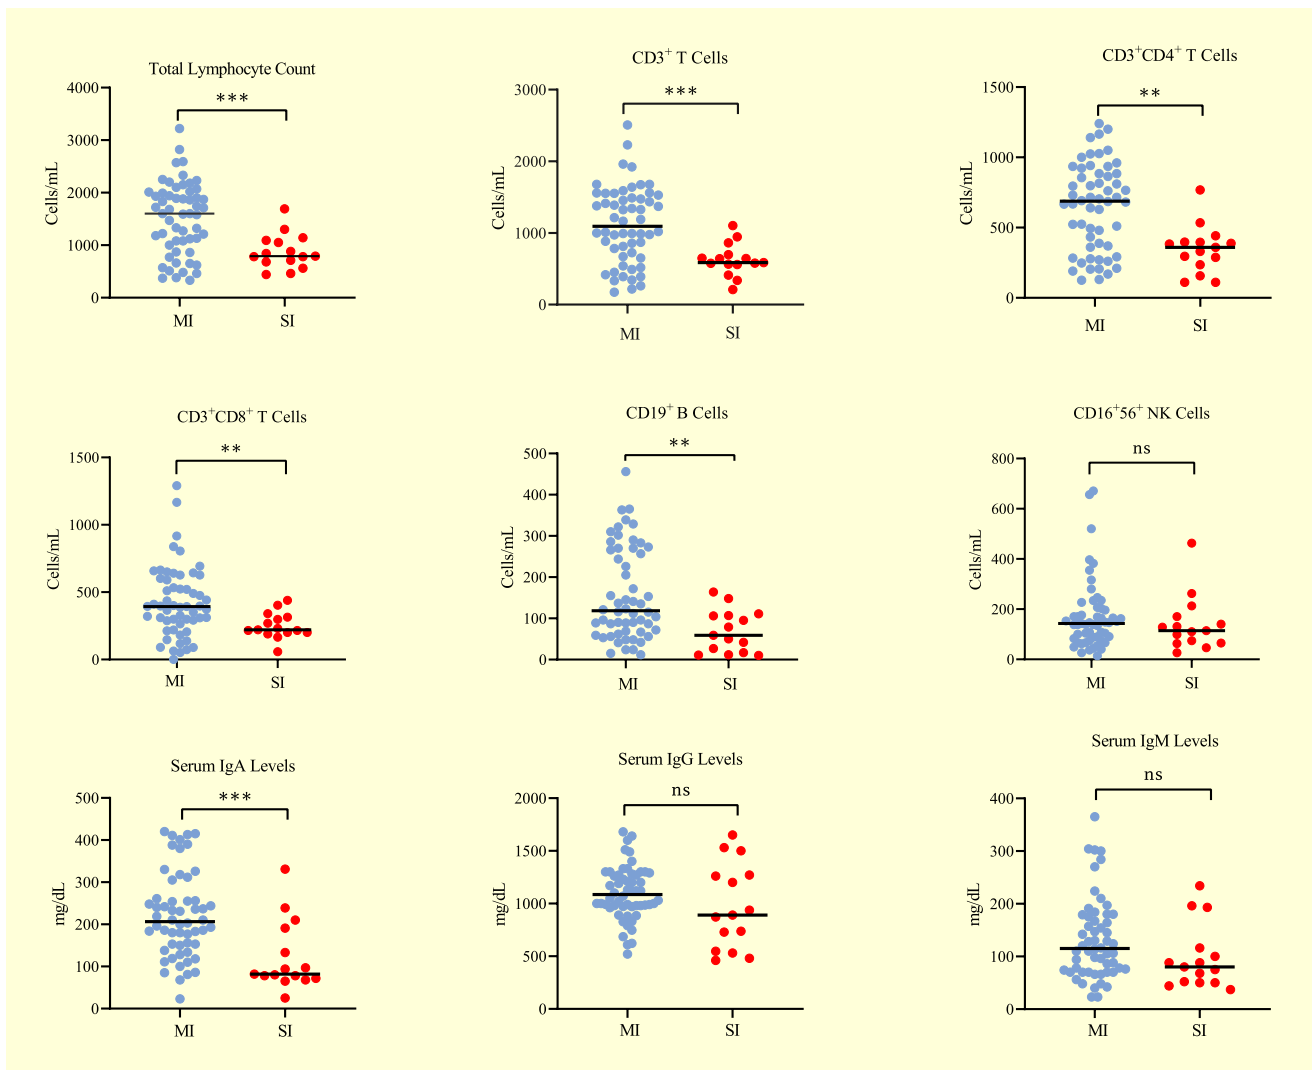 Total Lymphocyte Count
***
Cells/mL
4000
3000
2000
1000
0
MI
SI
CD3⁺ T Cells
***
Cells/mL
3000
2000
1000
0
MI
SI
CD3⁺CD4⁺ T Cells
**
Cells/mL
1500
1000
500
0
MI
SI
CD3⁺CD8⁺ T Cells
**
Cells/mL
1500
1000
500
0
MI
SI
CD19⁺ B Cells
**
Cells/mL
500
400
300
200
100
0
MI
SI
CD16⁺56⁺ NK Cells
ns
Cells/mL
800
600
400
200
0
MI
SI
Serum IgA Levels
***
mg/dL
500
400
300
200
100
0
MI
SI
Serum IgG Levels
ns
mg/dL
2000
1500
1000
500
0
MI
SI
Serum IgM Levels
ns
mg/dL
400
300
200
100
0
MI
SI